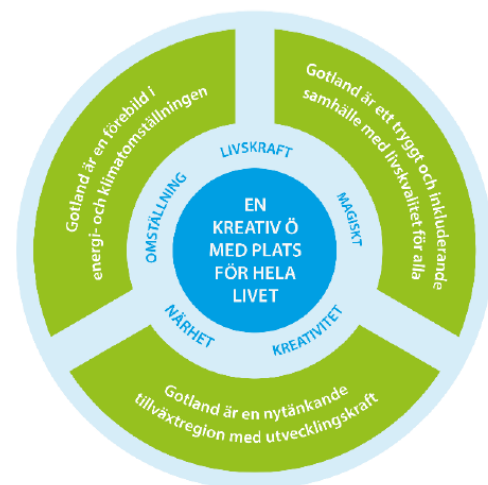 Gotland är en förebild i
energi- och klimatomställningen
Gotland är ett tryggt och inkluderande
samhälle med livskvalitet för alla
LIVSKRAFT
MAGISKT
KREATIVITET
NÄRHET
OMSTÄLLNING
EN
KREATIV Ö
MED PLATS
FÖR HELA
LIVET
Gotland är en nytänkande
tillväxtregion med utvecklingskraft